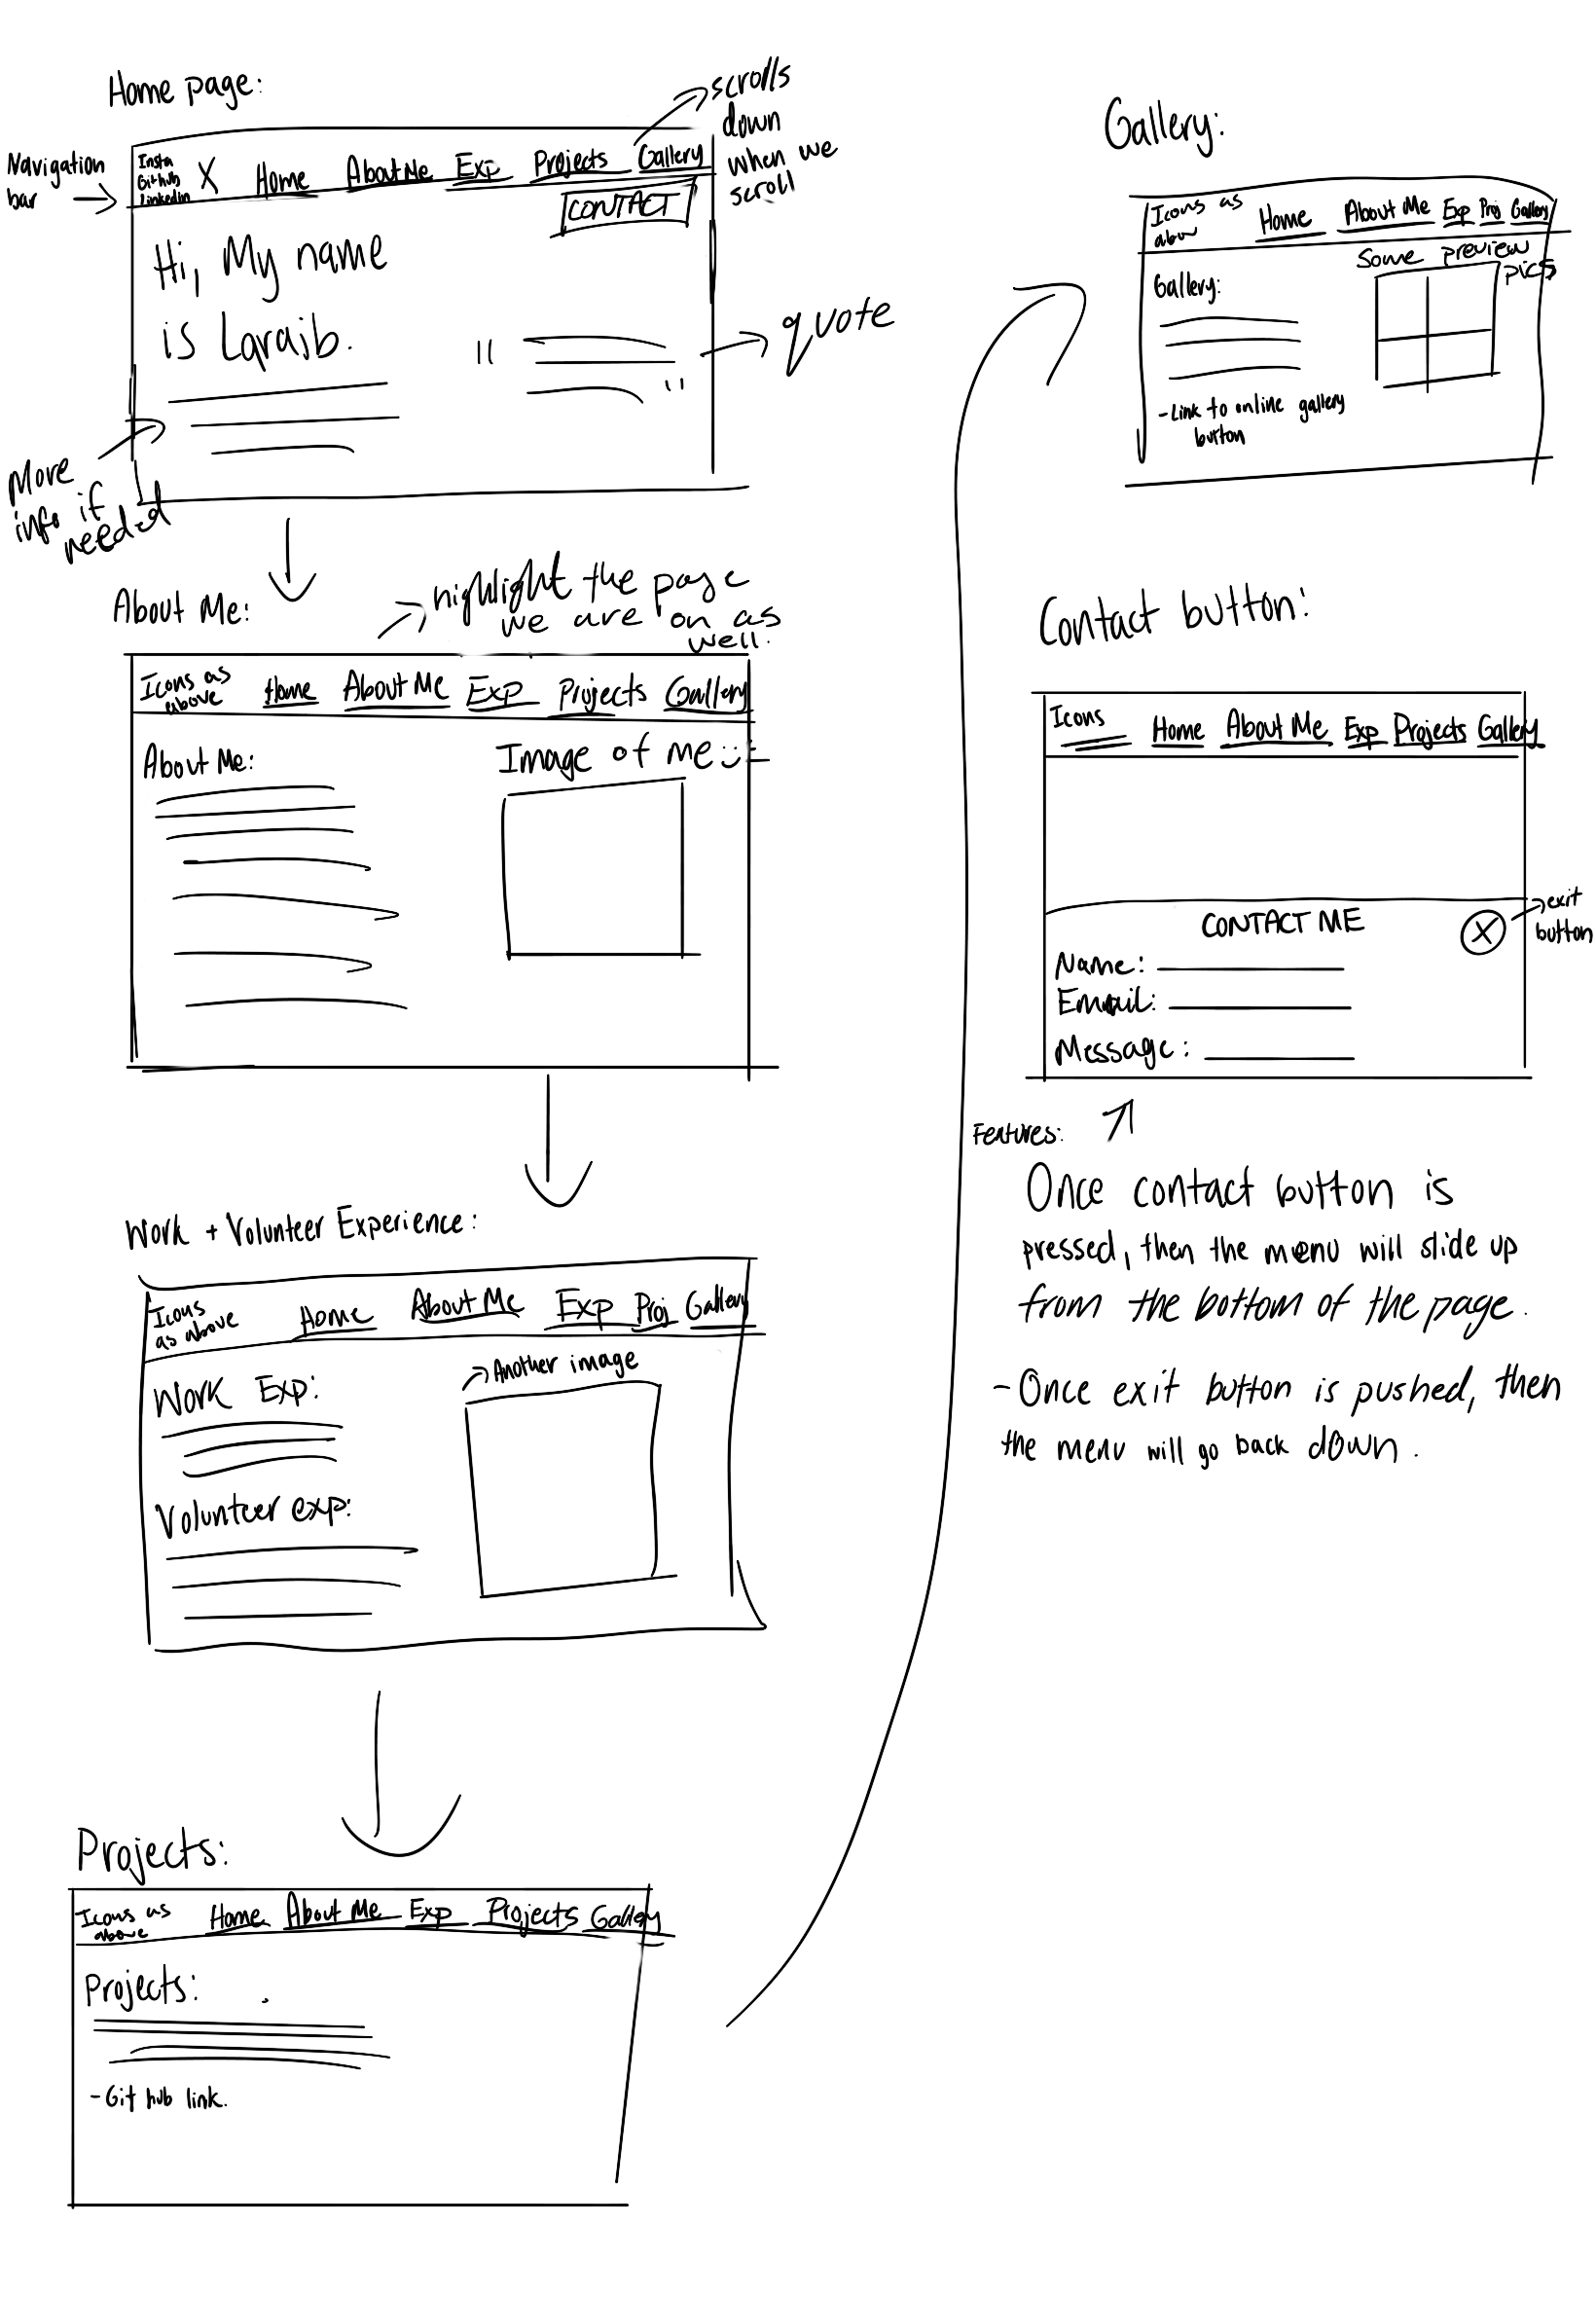 Home page:
scrolls
down
when we
scroll
Navigation
bar
Insta
Github
Linkedin
X Home About Me Exp Projects Gallery
CONTACT
Hi, My name
is Laraib.
" "
quote
More
info if
needed
About Me:
highlight the page
we are on as
well.
Icons as
above
Home About Me Exp Projects Gallery
About Me:
Image of me
Work + Volunteer Experience:
Icons
as above
Home About Me Exp Proj Gallery
Another image
Work Exp:
Volunteer exp:
Projects:
Icons as
above
Home About Me Exp Projects Gallery
Projects:
- Git hub link.
Gallery:
Icons as
abov
Home About Me Exp Proj Gallery
Some preview
pics
Gallery:
- Link to online gallery
button
Contact button:
Icons Home About Me Exp Projects Gallery
CONTACT ME
X
exit
button
Name:
Email:
Message:
Features:
Once contact button is
pressed, then the menu will slide up
from the bottom of the page.
- Once exit button is pushed, then
the menu will go back down.